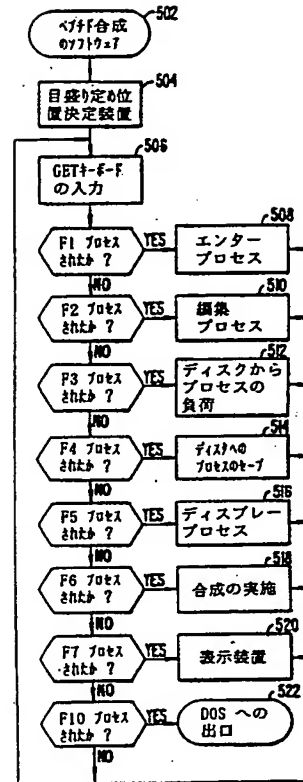 502
ペプチド合成
のソフトウェア
504
目盛り定め位
置決定装置
506
GETキーボード
の入力
F1 プロセス
されたか ?
YES
508
エンター
プロセス
NO
F2 プロセス
されたか ?
YES
510
編集
プロセス
NO
F3 プロセス
されたか ?
YES
512
ディスクから
プロセスの
負荷
NO
F4 プロセス
されたか ?
YES
514
ディスクへの
プロセスのセーブ
NO
F5 プロセス
されたか ?
YES
516
ディスプレー
プロセス
NO
F6 プロセス
されたか ?
YES
518
合成の実施
NO
F7 プロセス
されたか ?
YES
520
表示装置
NO
F10 プロセス
されたか ?
YES
522
DOS への
出口
NO